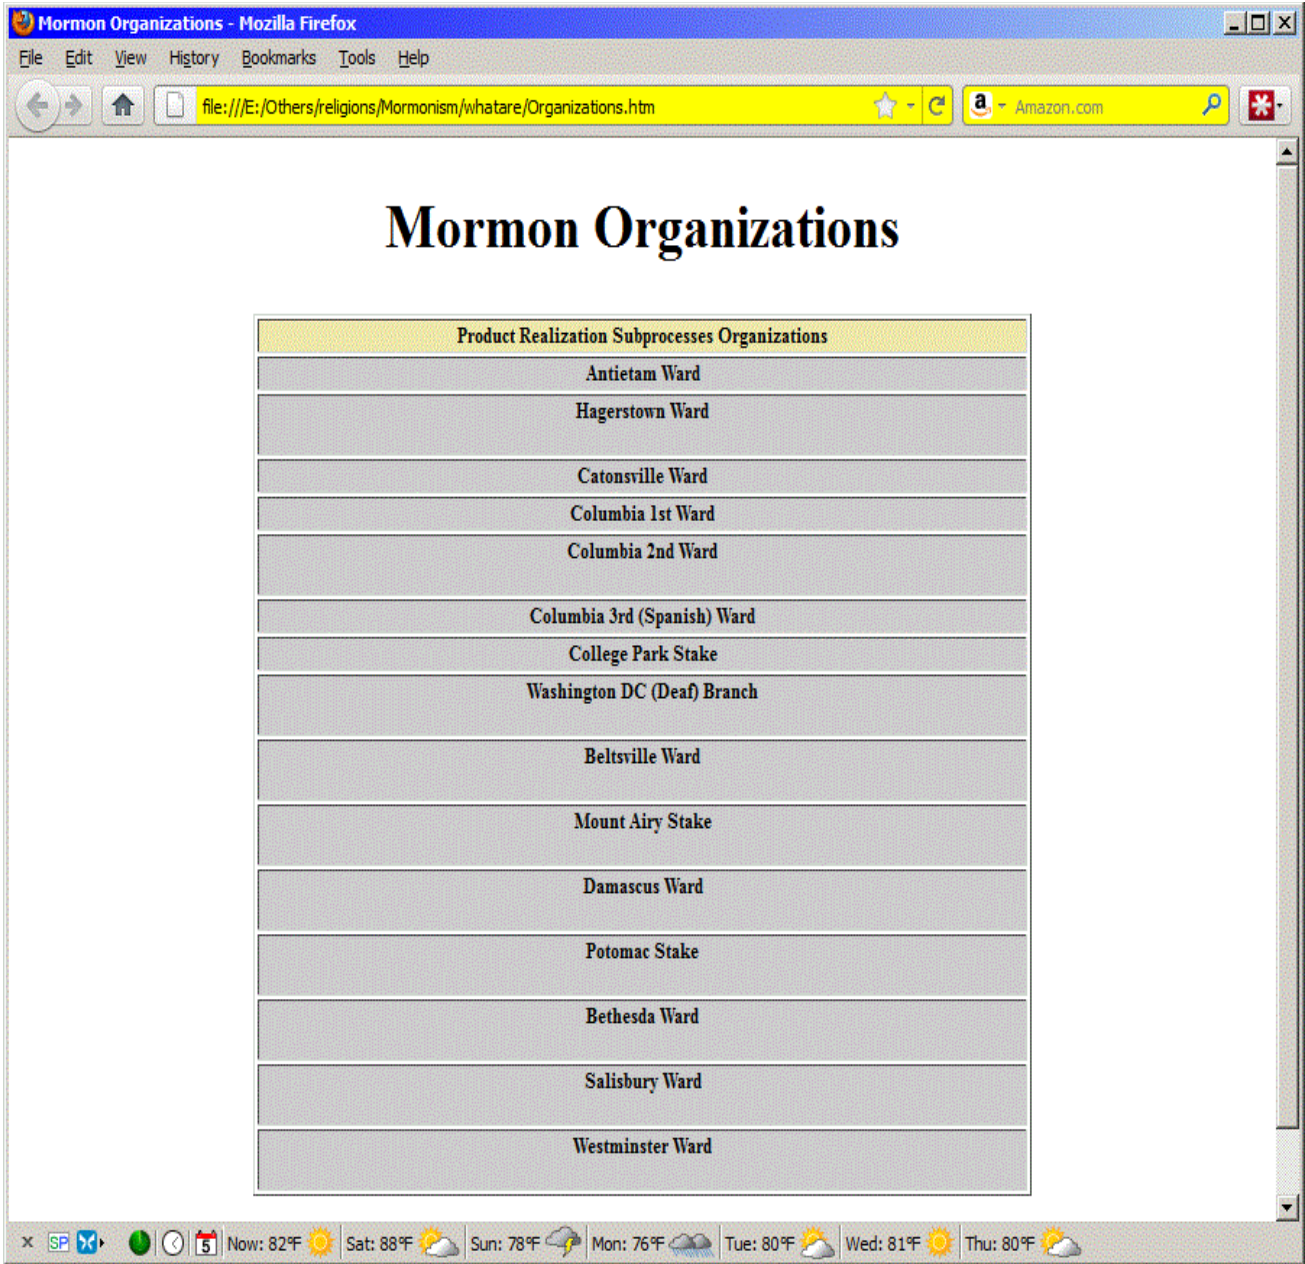 Mormon Organizations - Mozilla Firefox
File Edit View History Bookmarks Tools Help
file:///E:/Others/religions/Mormonism/whatare/Organizations.htm a Amazon.com
Mormon Organizations
Product Realization Subprocesses Organizations
Antietam Ward
Hagerstown Ward
Catonsville Ward
Columbia 1st Ward
Columbia 2nd Ward
Columbia 3rd (Spanish) Ward
College Park Stake
Washington DC (Deaf) Branch
Beltsville Ward
Mount Airy Stake
Damascus Ward
Potomac Stake
Bethesda Ward
Salisbury Ward
Westminster Ward
x SP 5 Now: 82°F Sat: 88°F Sun: 78°F Mon: 76°F Tue: 80°F Wed: 81°F Thu: 80°F